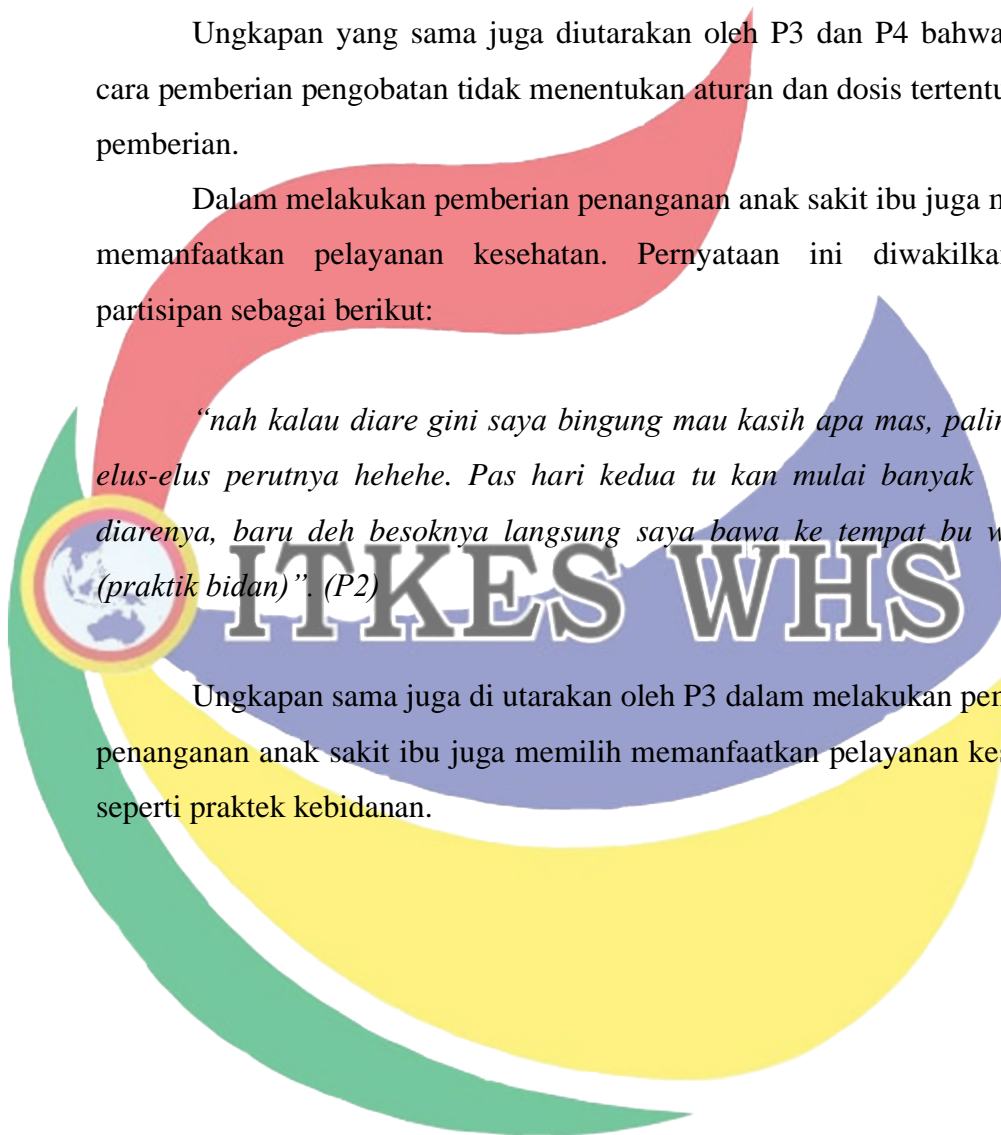 Ungkapan yang sama juga diutarakan oleh P3 dan P4 bahwa
cara pemberian pengobatan tidak menentukan aturan dan dosis tertentu
pemberian.
Dalam melakukan pemberian penanganan anak sakit ibu juga
memanfaatkan pelayanan kesehatan. Pernyataan ini
partisipan sebagai berikut:
“nah kalau diare gini saya bingung mau kasih apa mas,
elus-elus perutnya hehehe. Pas hari kedua tu kan mulai banyak
diarenya, baru deh besoknya langsung saya bawa ke tempat bu
(praktik bidan)”. (P2)
ITKES WHS
Ungkapan sama juga di utarakan oleh P3 dalam melakukan
penanganan anak sakit ibu juga memilih memanfaatkan pelayanan
seperti praktek kebidanan.